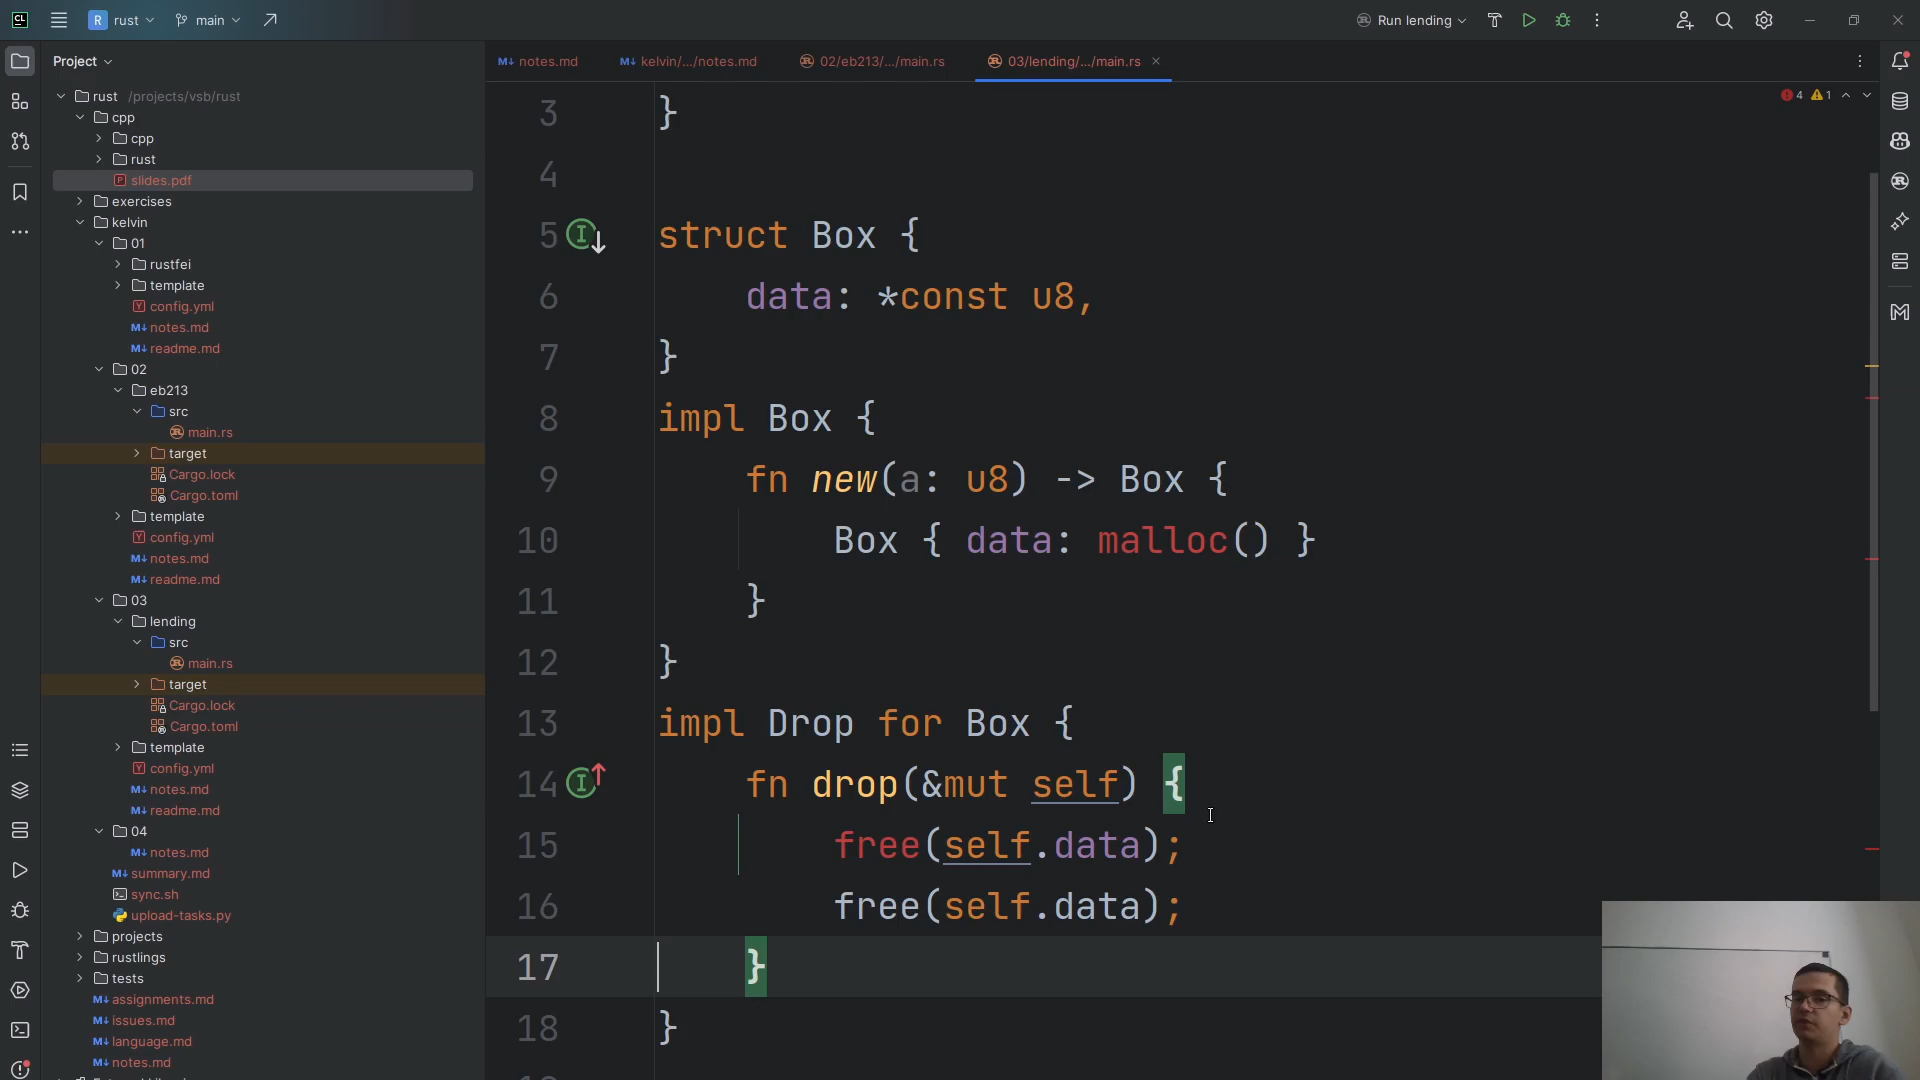 CL
R rust
main
Run lending
Project
notes.md
kelvin/.../notes.md
02/eb213/.../main.rs
03/lending/.../main.rs
4 1
rust /projects/vsb/rust
cpp
cpp
rust
slides.pdf
exercises
kelvin
01
rustfei
template
config.yml
notes.md
readme.md
02
eb213
src
main.rs
target
Cargo.lock
Cargo.toml
template
config.yml
notes.md
readme.md
03
lending
src
main.rs
target
Cargo.lock
Cargo.toml
template
config.yml
notes.md
readme.md
04
notes.md
summary.md
sync.sh
upload-tasks.py
projects
rustlings
tests
assignments.md
issues.md
language.md
notes.md
3 }
4
5 struct Box {
6 data: *const u8,
7 }
8 impl Box {
9 fn new(a: u8) -> Box {
10 Box { data: malloc() }
11 }
12 }
13 impl Drop for Box {
14 fn drop(&mut self) {
15 free(self.data);
16 free(self.data);
17 }
18 }